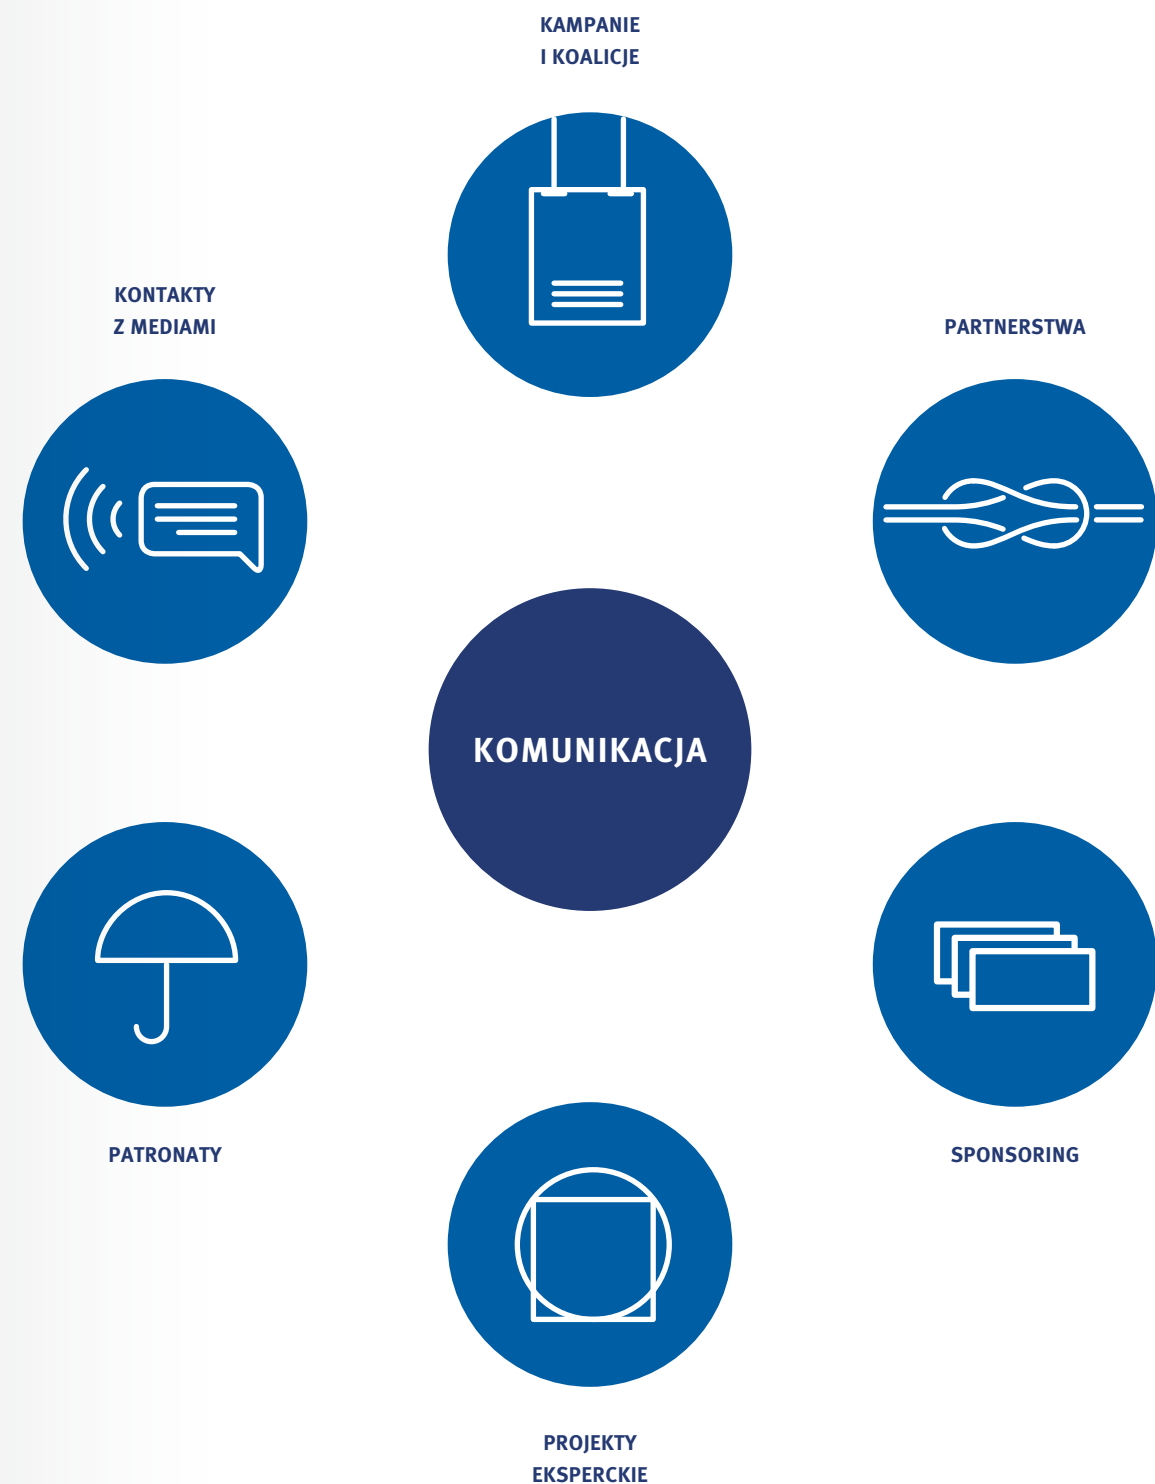 KAMPANIE
I KOALICJE
KONTAKTY
Z MEDIAMI
PARTNERSTWA
KOMUNIKACJA
PATRONATY
SPONSORING
PROJEKTY
EKSPERCKIE